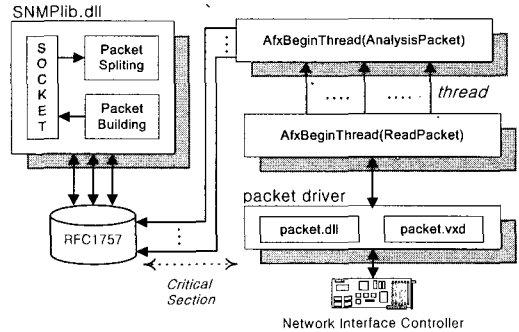 SNMPlib.dll
SOCKET
Packet
Spliting
Packet
Building
RFC1757
AfxBeginThread(AnalysisPacket)
thread
AfxBeginThread(ReadPacket)
packet driver
packet.dll
packet.vxd
Critical
Section
Network Interface Controller